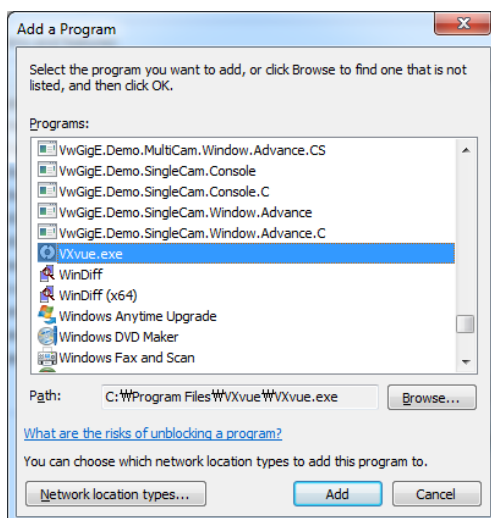 Add a Program
Select the program you want to add, or click Browse to find one that is not
listed, and then click OK.
Programs:
VwGigE.Demo.MultiCam.Window.Advance.CS
VwGigE.Demo.SingleCam.Console
VwGigE.Demo.SingleCam.Console.C
VwGigE.Demo.SingleCam.Window.Advance
VwGigE.Demo.SingleCam.Window.Advance.C
VXvue.exe
WinDiff
WinDiff (x64)
Windows Anytime Upgrade
Windows DVD Maker
Windows Fax and Scan
Path: C:₩Program Files₩VXvue₩VXvue.exe Browse...
What are the risks of unblocking a program?
You can choose which network location types to add this program to.
Network location types... Add Cancel